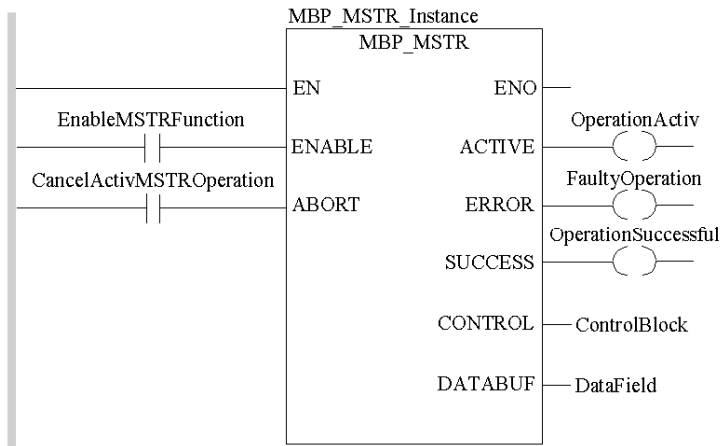 MBP_MSTR_Instance
MBP_MSTR
EN ENO
EnableMSTRFunction OperationActiv
ENABLE ACTIVE
CancelActivMSTROperation FaultyOperation
ABORT ERROR
OperationSuccessful
SUCCESS
CONTROL ControlBlock
DATABUF DataField